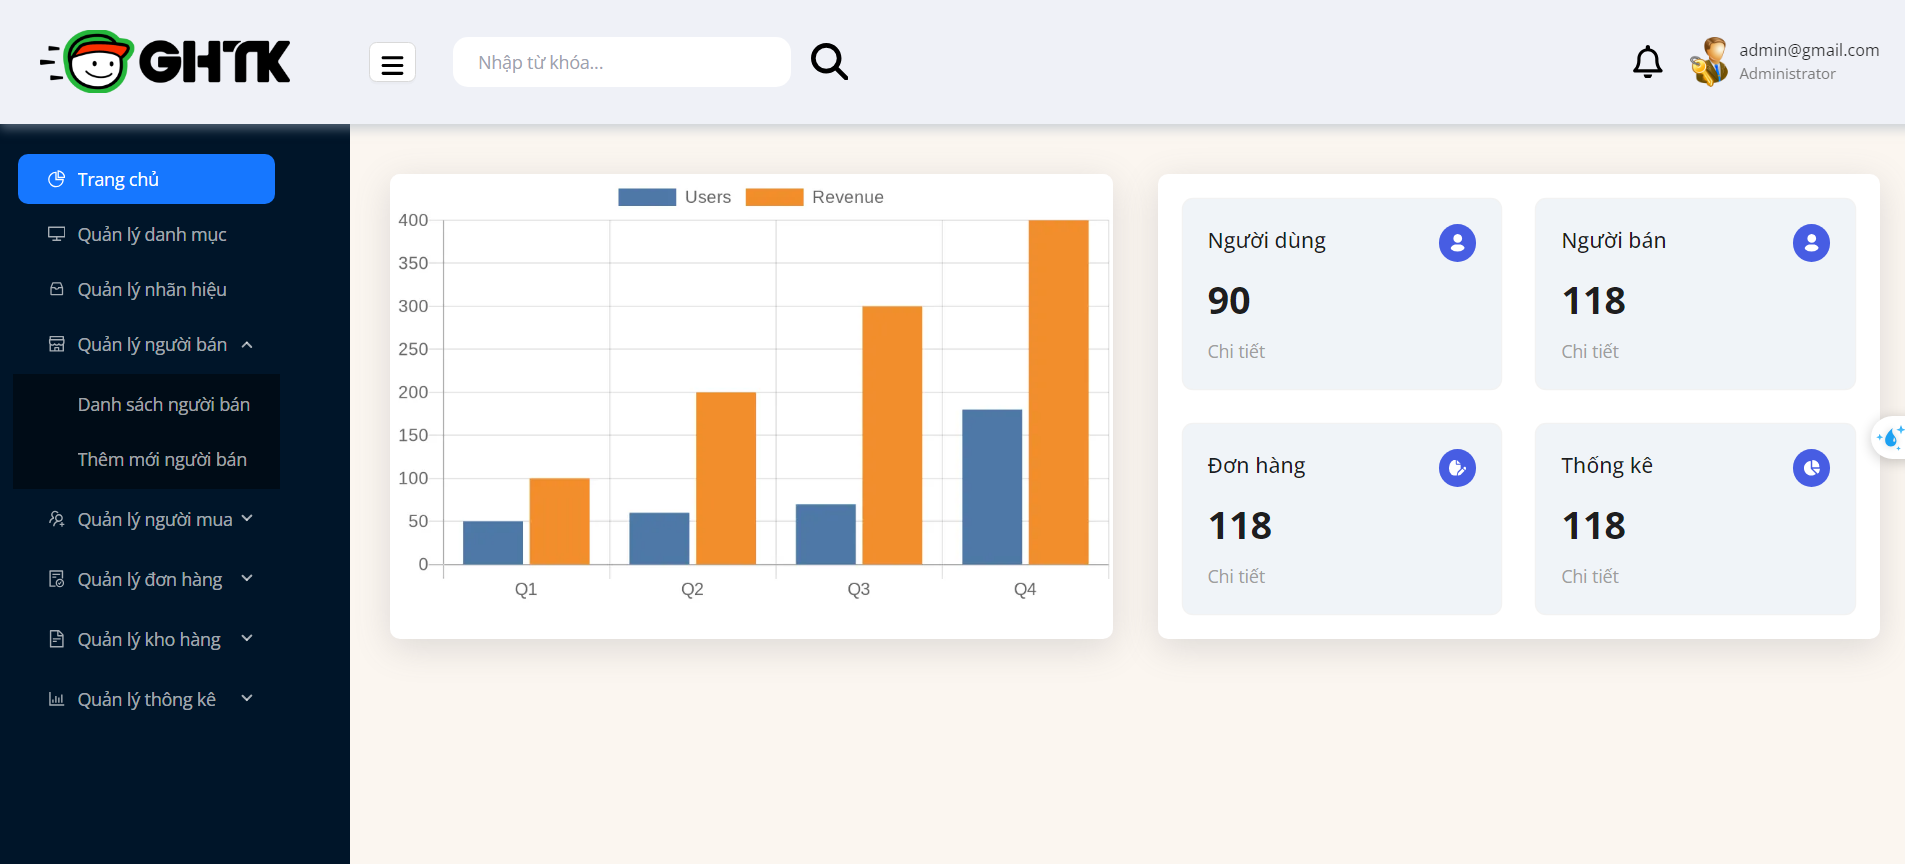 GHTK
Nhập từ khóa...
admin@gmail.com
Administrator
Trang chủ
Quản lý danh mục
Quản lý nhãn hiệu
Quản lý người bán
Danh sách người bán
Thêm mới người bán
Quản lý người mua
Quản lý đơn hàng
Quản lý kho hàng
Quản lý thông kê
Users Revenue
400
350
300
250
200
150
100
50
0
Q1 Q2 Q3 Q4
Người dùng
90
Chi tiết
Người bán
118
Chi tiết
Đơn hàng
118
Chi tiết
Thống kê
118
Chi tiết